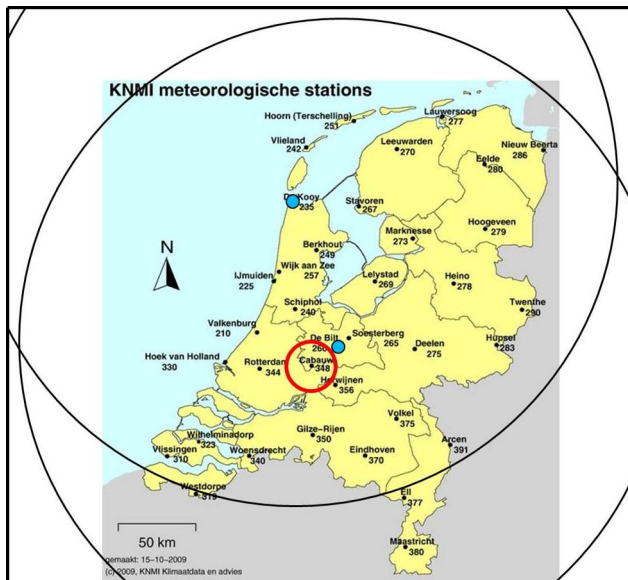 KNMI meteorologische stations
Lauwersoog
277
Hoorn (Terschelling)
251
Vlieland
242
Leeuwarden
270
Nieuw Beerta
286
Eelde
280
De Kooy
235
Stavoren
267
Hoogeveen
279
Marknesse
273
N
Berkhout
249
Wijk aan Zee
257
IJmuiden
225
Lelystad
269
Heino
278
Schiphol
240
Twenthe
290
Valkenburg
210
De Bilt
260
Soesterberg
265
Deelen
275
Hupsel
283
Hoek van Holland
330
Rotterdam
344
Cabauw
348
Herwijnen
356
Volkel
375
Gilze-Rijen
350
Arcen
391
Wilhelminadorp
323
Vlissingen
310
Woensdrecht
340
Eindhoven
370
Westdorpe
319
Ell
377
50 km
Maastricht
380
gemaakt: 15-10-2009
(c) 2009, KNMI Klimaatdata en advies